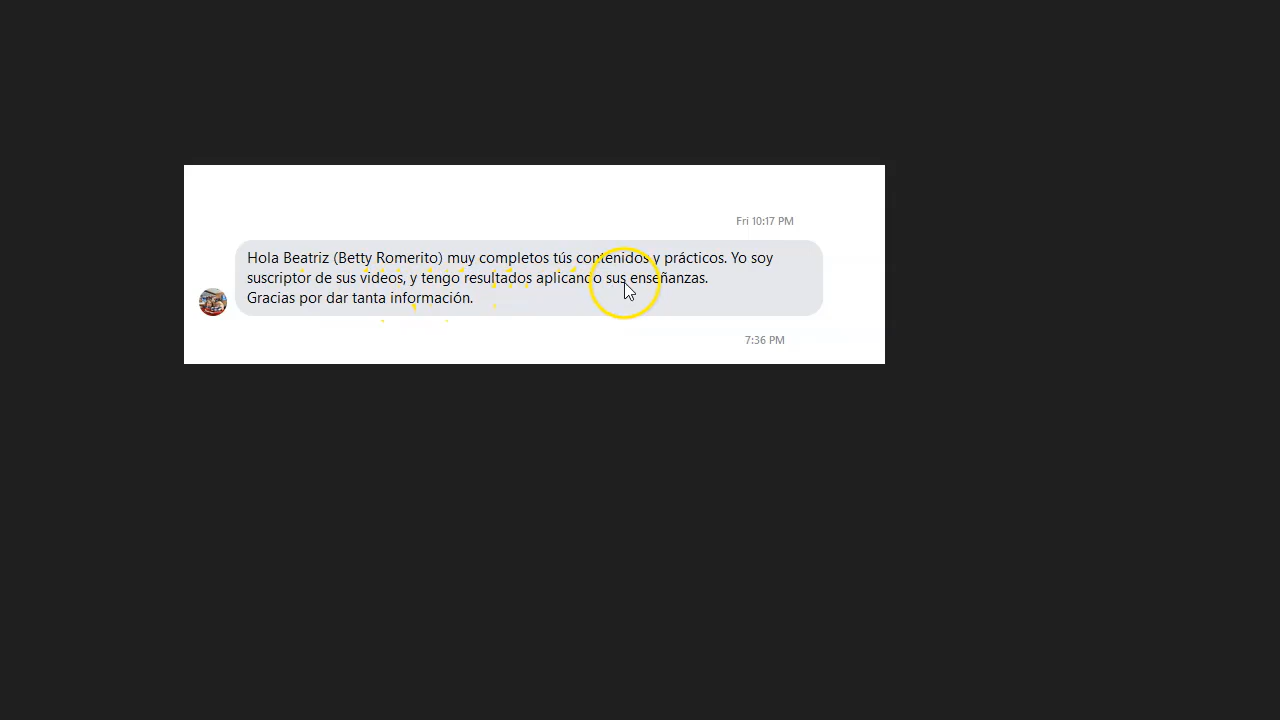 Fri 10:17 PM
Hola Beatriz (Betty Romerito) muy completos tús contenidos y prácticos. Yo soy
suscriptor de sus videos, y tengo resultados aplicando sus enseñanzas.
Gracias por dar tanta información.
7:36 PM